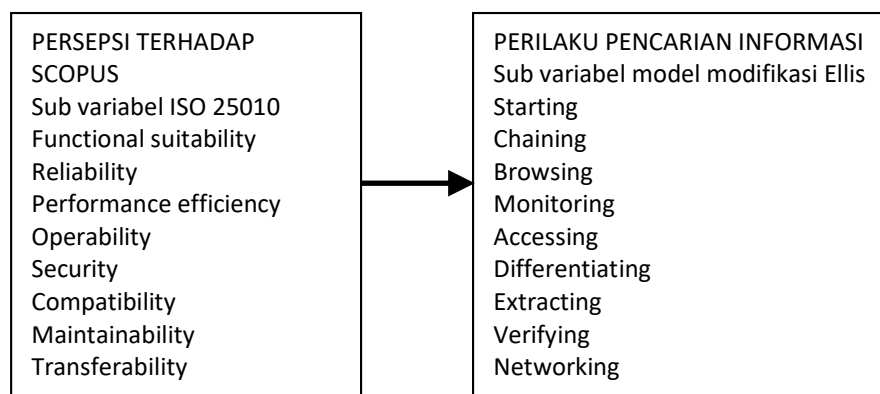 PERSEPSI TERHADAP
SCOPUS
Sub variabel ISO 25010
Functional suitability
Reliability
Performance efficiency
Operability
Security
Compatibility
Maintainability
Transferability
PERILAKU PENCARIAN INFORMASI
Sub variabel model modifikasi Ellis
Starting
Chaining
Browsing
Monitoring
Accessing
Differentiating
Extracting
Verifying
Networking